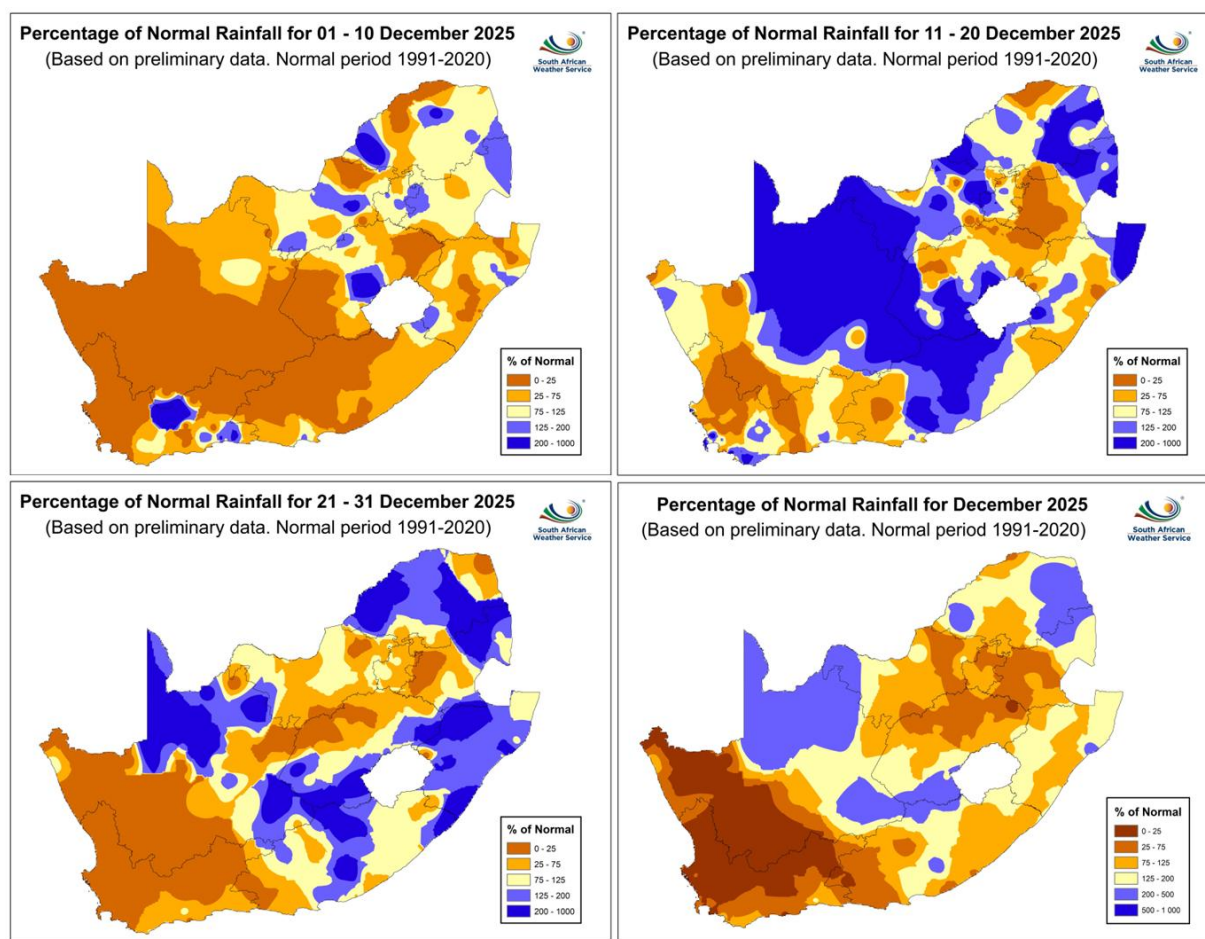 Percentage of Normal Rainfall for 01 - 10 December 2025
(Based on preliminary data. Normal period 1991-2020)
South African
Weather Service
% of Normal
0 - 25
25 - 75
75 - 125
125 - 200
200 - 1000
Percentage of Normal Rainfall for 11 - 20 December 2025
(Based on preliminary data. Normal period 1991-2020)
South African
Weather Service
% of Normal
0 - 25
25 - 75
75 - 125
125 - 200
200 - 1000
Percentage of Normal Rainfall for 21 - 31 December 2025
(Based on preliminary data. Normal period 1991-2020)
South African
Weather Service
% of Normal
0 - 25
25 - 75
75 - 125
125 - 200
200 - 1000
Percentage of Normal Rainfall for December 2025
(Based on preliminary data. Normal period 1991-2020)
South African
Weather Service
% of Normal
0 - 25
25 - 75
75 - 125
125 - 200
200 - 500
500 - 1 000